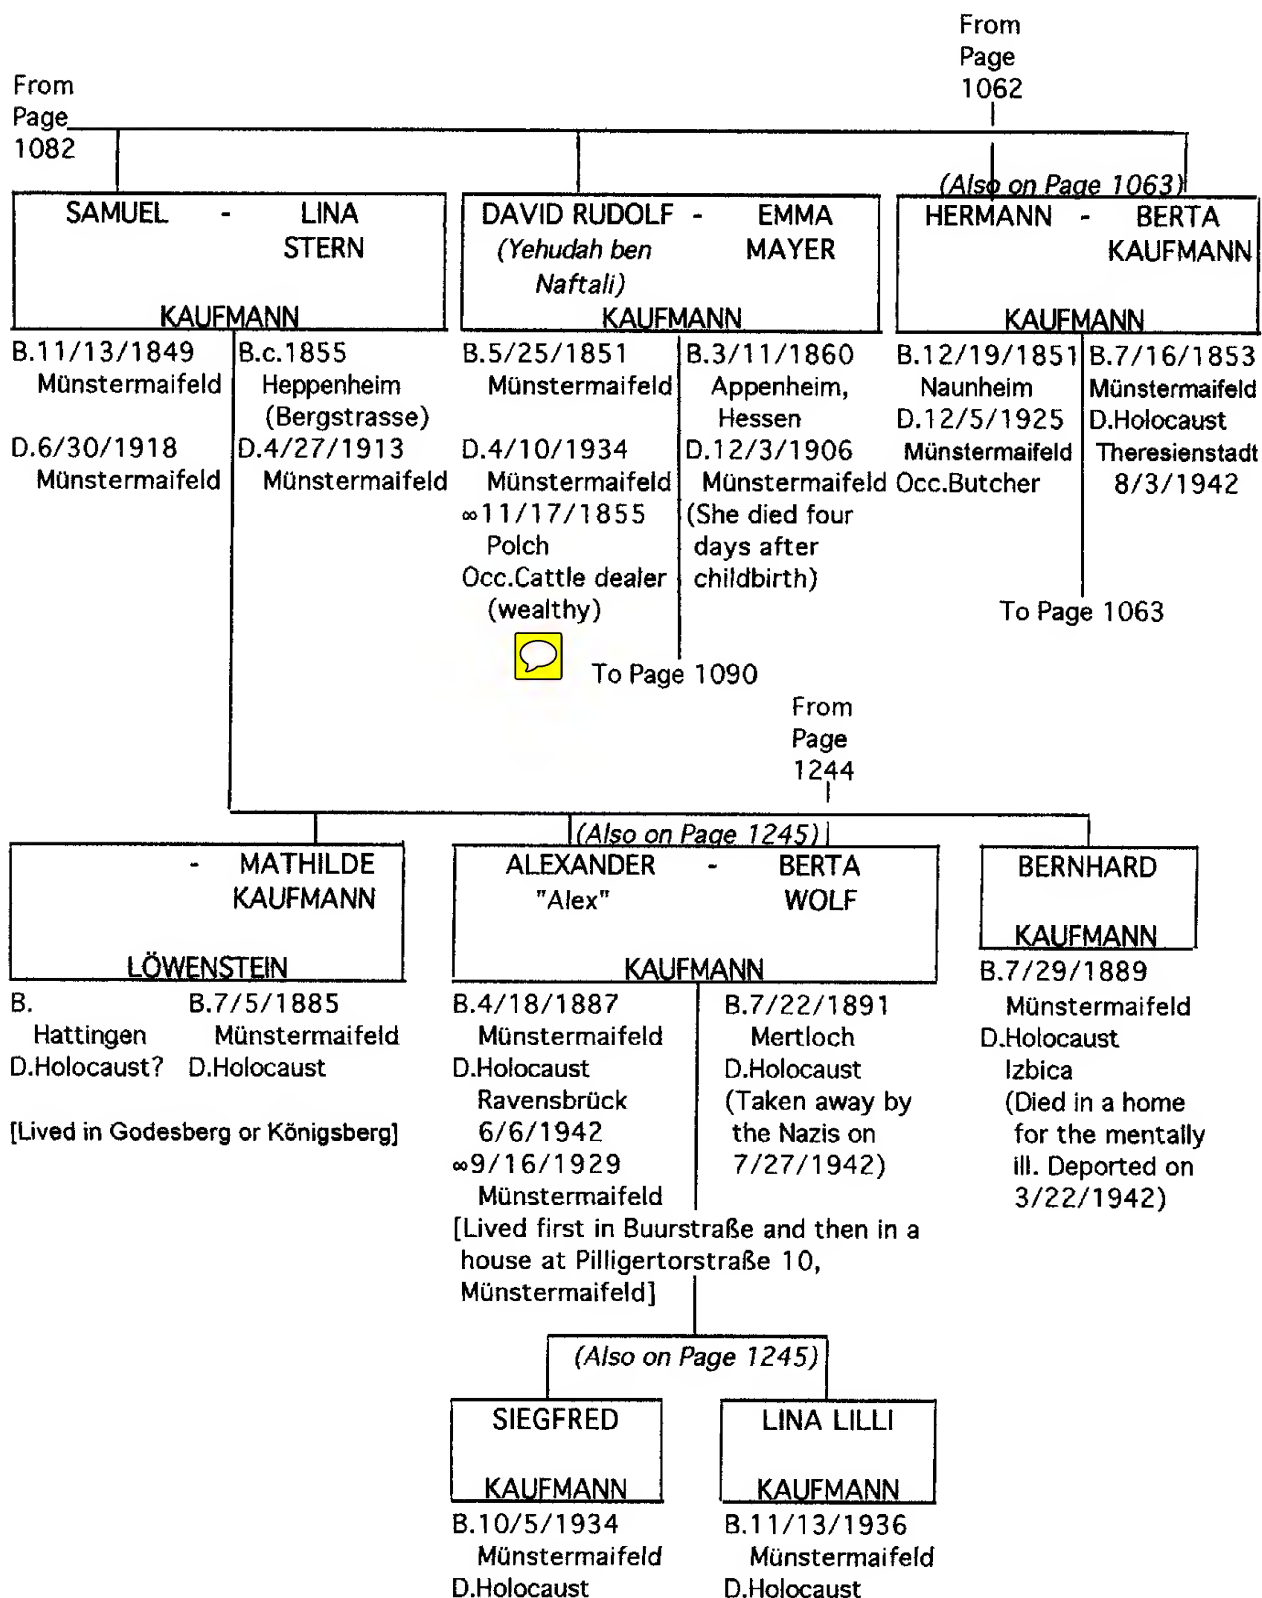 From
Page
1062
From
Page
1082
(Also on Page 1063)
SAMUEL - LINA
STERN
KAUFMANN
B.11/13/1849
Münstermaifeld
D.6/30/1918
Münstermaifeld
B.c.1855
Heppenheim
(Bergstrasse)
D.4/27/1913
Münstermaifeld
DAVID RUDOLF - EMMA
(Yehudah ben MAYER
Naftali)
KAUFMANN
B.5/25/1851
Münstermaifeld
D.4/10/1934
Münstermaifeld
∞11/17/1855
Polch
Occ.Cattle dealer
(wealthy)
B.3/11/1860
Appenheim,
Hessen
D.12/3/1906
Münstermaifeld
(She died four
days after
childbirth)
To Page 1090
HERMANN - BERTA
KAUFMANN
KAUFMANN
B.12/19/1851
Naunheim
D.12/5/1925
Münstermaifeld
Occ.Butcher
B.7/16/1853
Münstermaifeld
D.Holocaust
Theresienstadt
8/3/1942
To Page 1063
From
Page
1244
(Also on Page 1245)
- MATHILDE
KAUFMANN
LÖWENSTEIN
B.
Hattingen
D.Holocaust?
B.7/5/1885
Münstermaifeld
D.Holocaust
[Lived in Godesberg or Königsberg]
ALEXANDER - BERTA
"Alex" WOLF
KAUFMANN
B.4/18/1887
Münstermaifeld
D.Holocaust
Ravensbrück
6/6/1942
∞9/16/1929
Münstermaifeld
B.7/22/1891
Mertloch
D.Holocaust
(Taken away by
the Nazis on
7/27/1942)
[Lived first in Buurstraße and then in a
house at Pilligertorstraße 10,
Münstermaifeld]
BERNHARD
KAUFMANN
B.7/29/1889
Münstermaifeld
D.Holocaust
Izbica
(Died in a home
for the mentally
ill. Deported on
3/22/1942)
(Also on Page 1245)
SIEGFRED
KAUFMANN
B.10/5/1934
Münstermaifeld
D.Holocaust
LINA LILLI
KAUFMANN
B.11/13/1936
Münstermaifeld
D.Holocaust